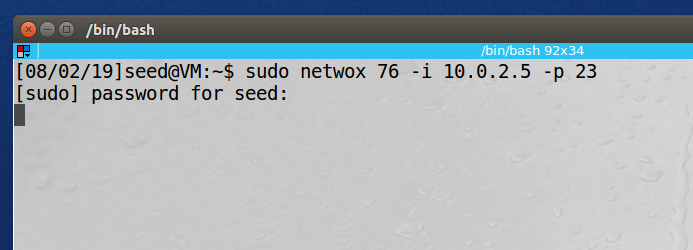 /bin/bash
/bin/bash 92x34
[08/02/19]seed@VM:~$ sudo netwox 76 -i 10.0.2.5 -p 23
[sudo] password for seed: